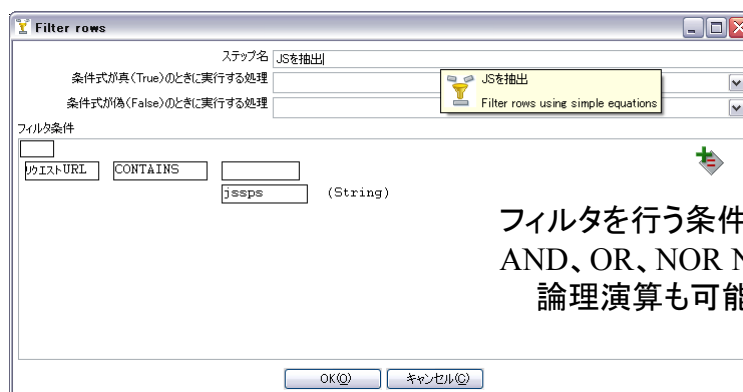 Filter rows
ステップ名 JSを抽出
条件式が真(True)のときに実行する処理
JSを抽出
Filter rows using simple equations
条件式が偽(False)のときに実行する処理
フィルタ条件
リクエストURL CONTAINS
jssps (String)
フィルタを行う条件
AND、OR、NOR N
論理演算も可能
OK(O) キャンセル(C)